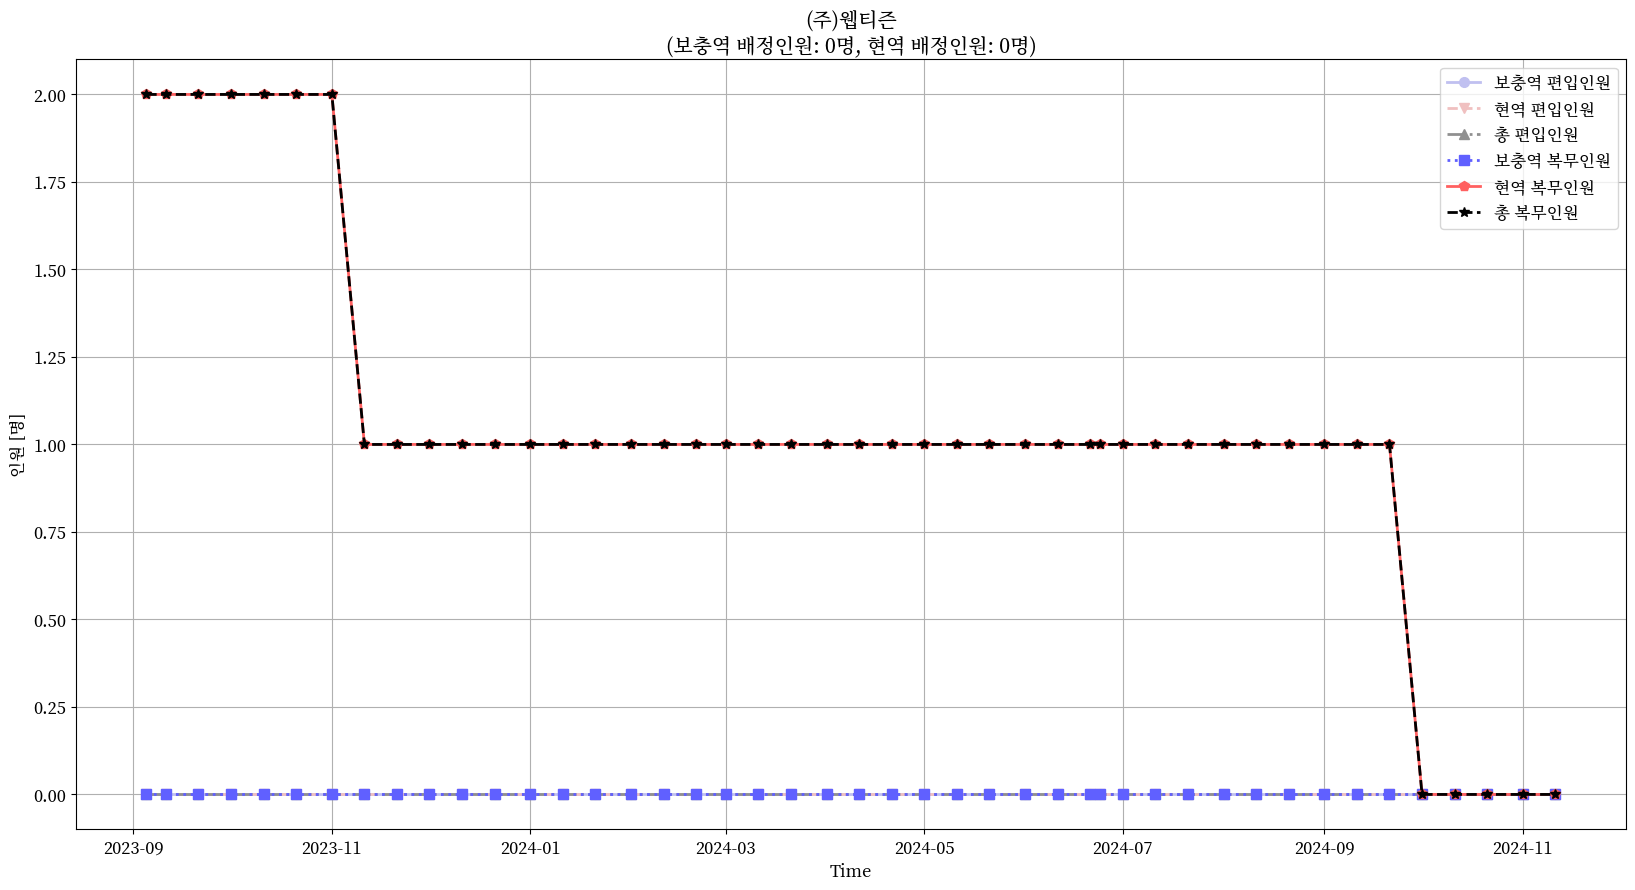 (주)웹티즌
(보충역 배정인원: 0명, 현역 배정인원: 0명)
보충역 편입인원
현역 편입인원
총 편입인원
보충역 복무인원
현역 복무인원
총 복무인원
2.00
1.75
1.50
1.25
1.00
0.75
0.50
0.25
0.00
인원 [명]
2023-09 2023-11 2024-01 2024-03 2024-05 2024-07 2024-09 2024-11
Time